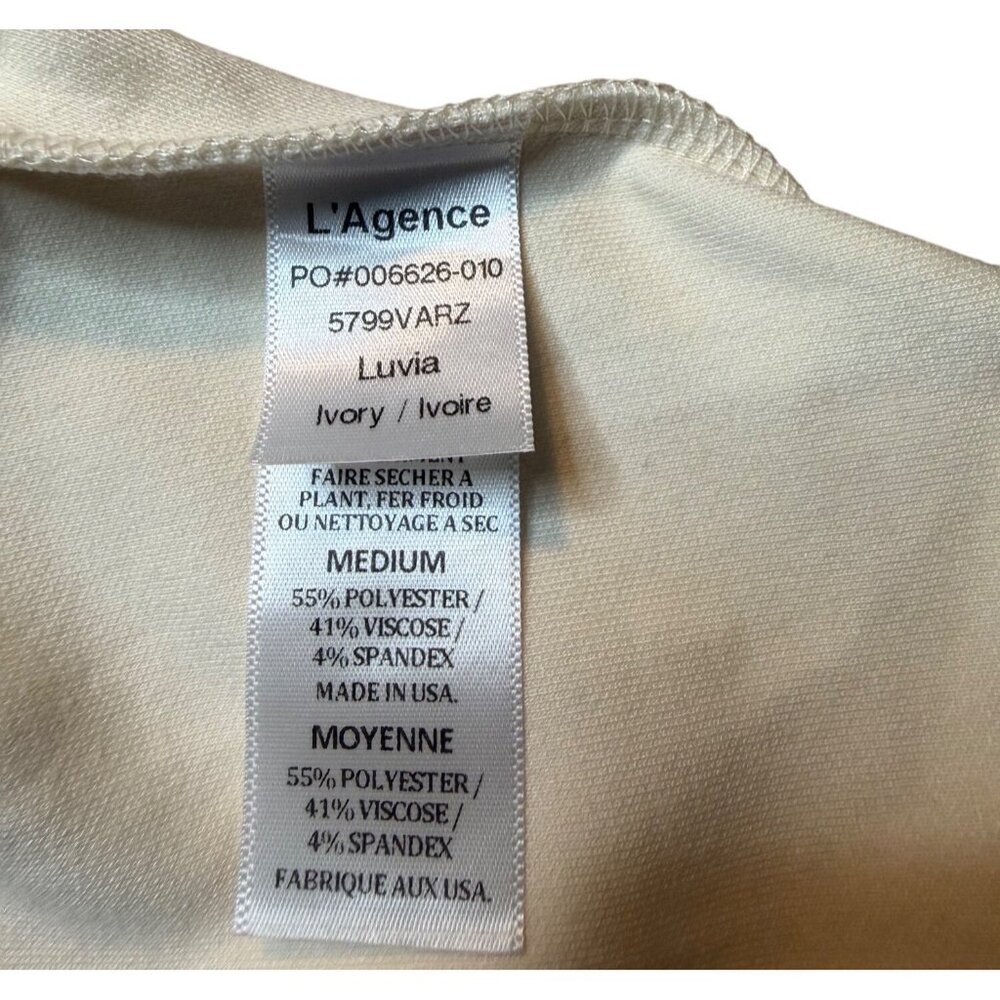 L'Agence
PO#006626-010
5799VARZ
Luvia
Ivory / Ivoire
FAIRE SECHER A
PLANT, FER FROID
OU NETTOYAGE A SEC
MEDIUM
55% POLYESTER /
41% VISCOSE /
4% SPANDEX
MADE IN USA.
MOYENNE
55% POLYESTER /
41% VISCOSE /
4% SPANDEX
FABRIQUE AUX USA.